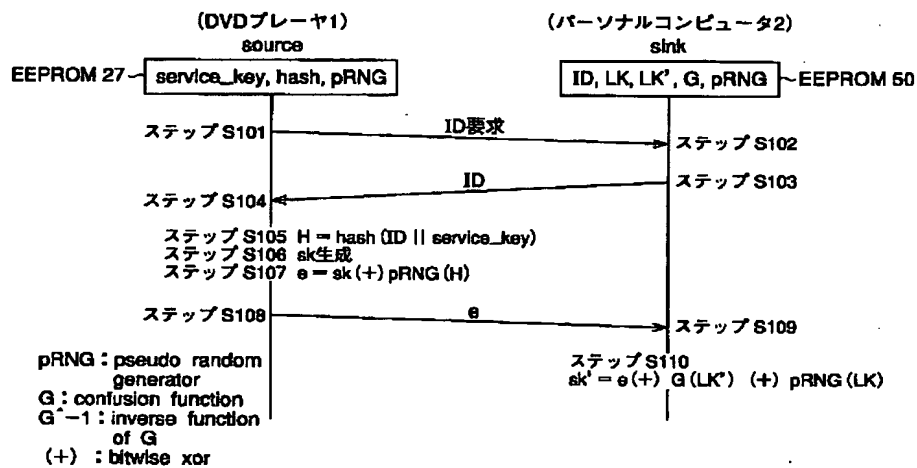 (DVDプレーヤ1)
source
(パーソナルコンピュータ2)
sink
EEPROM 27
service_key, hash, pRNG
ID, LK, LK', G, pRNG
EEPROM 50
ステップ S101
ID要求
ステップ S102
ID
ステップ S103
ステップ S104
ステップ S105 H = hash (ID || service_key)
ステップ S106 sk生成
ステップ S107 e = sk (+) pRNG (H)
ステップ S108
e
ステップ S109
ステップ S110
sk' = e (+) G (LK') (+) pRNG (LK)
pRNG : pseudo random
generator
G : confusion function
G^-1 : inverse function
of G
(+) : bitwise xor